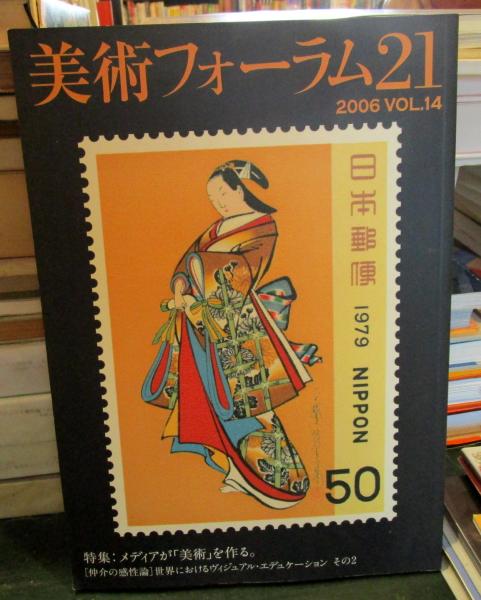 美術フォーラム21
2006 VOL.14
日本郵便 1979 NIPPON
50
特集：メディアが「美術」を作る。
［仲介の感性論］世界におけるヴィジュアル・エデュケーション その2